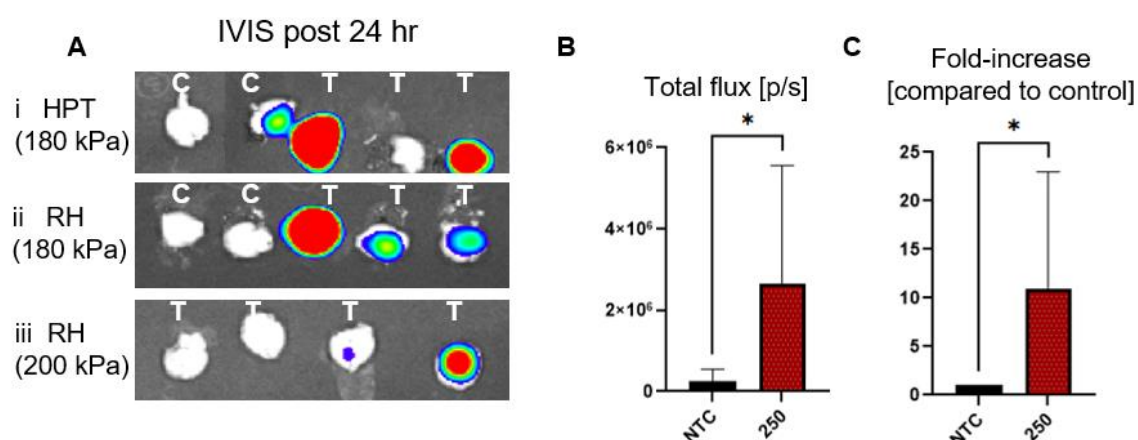 IVIS post 24 hr
A
i HPT
(180 kPa)
C C T T T
ii RH
(180 kPa)
C C T T T
iii RH
(200 kPa)
T T T T
B
Total flux [p/s]
*
6×10⁶
4×10⁶
2×10⁶
0
NTC 250
C
Fold-increase
[compared to control]
*
25
20
15
10
5
0
NTC 250